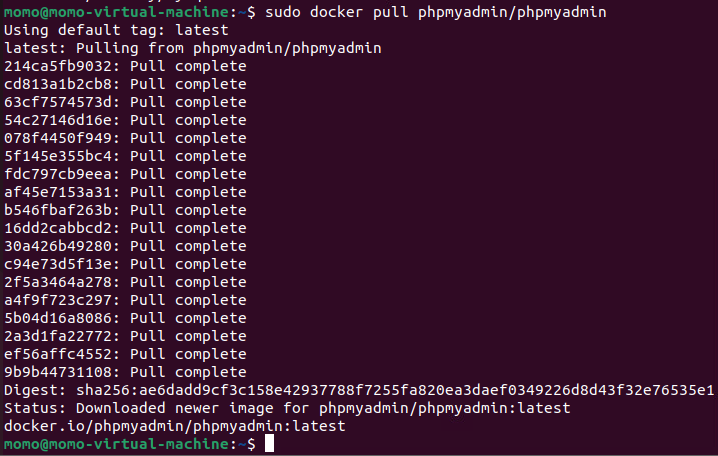 momo@momo-virtual-machine:~$ sudo docker pull phpmyadmin/phpmyadmin
Using default tag: latest
latest: Pulling from phpmyadmin/phpmyadmin
214ca5fb9032: Pull complete
cd813a1b2cb8: Pull complete
63cf7574573d: Pull complete
54c27146d16e: Pull complete
078f4450f949: Pull complete
5f145e355bc4: Pull complete
fdc797cb9eea: Pull complete
af45e7153a31: Pull complete
b546fbaf263b: Pull complete
16dd2cabbcd2: Pull complete
30a426b49280: Pull complete
c94e73d5f13e: Pull complete
2f5a3464a278: Pull complete
a4f9f723c297: Pull complete
5b04d16a8086: Pull complete
2a3d1fa22772: Pull complete
ef56affc4552: Pull complete
9b9b44731108: Pull complete
Digest: sha256:ae6dadd9cf3c158e42937788f7255fa820ea3daef0349226d8d43f32e76535e1
Status: Downloaded newer image for phpmyadmin/phpmyadmin:latest
docker.io/phpmyadmin/phpmyadmin:latest
momo@momo-virtual-machine:~$